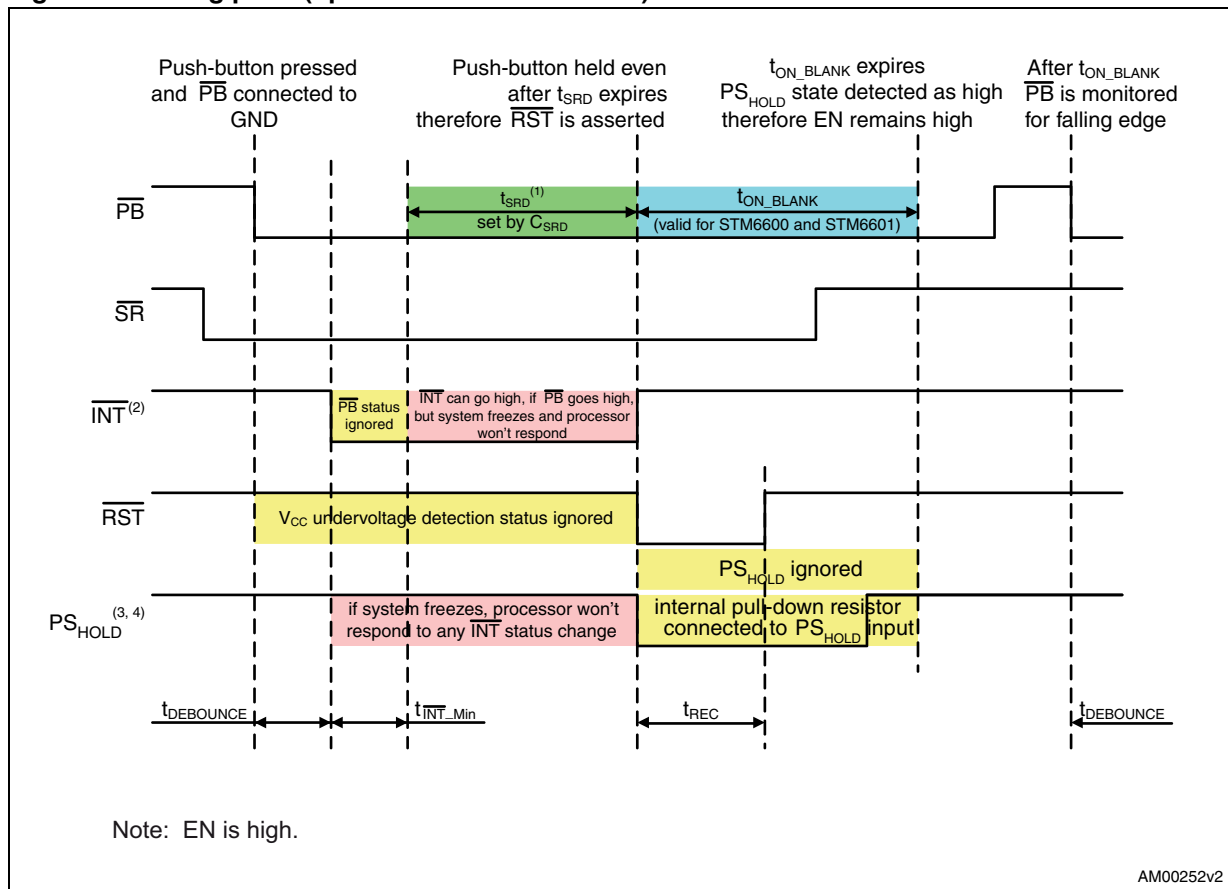 Push-button pressed
and PB connected to
GND
Push-button held even
after tSRD expires
therefore RST is asserted
tON_BLANK expires
PSHOLD state detected as high
therefore EN remains high
After tON_BLANK
PB is monitored
for falling edge
PB
tSRD(1)
set by CSRD
tON_BLANK
(valid for STM6600 and STM6601)
SR
INT(2)
PB status
ignored
INT can go high, if PB goes high,
but system freezes and processor
won't respond
RST
VCC undervoltage detection status ignored
PSHOLD ignored
PSHOLD(3, 4)
if system freezes, processor won't
respond to any INT status change
internal pull-down resistor
connected to PSHOLD input
tDEBOUNCE
tINT_Min
tREC
tDEBOUNCE
Note: EN is high.
AM00252v2